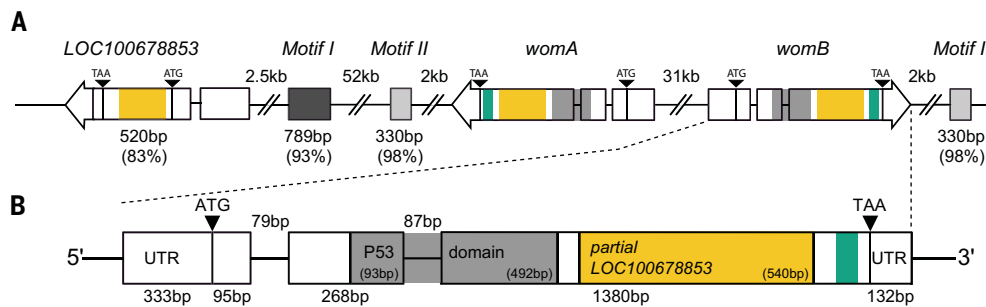 A
LOC100678853 Motif I Motif II womA womB Motif I
TAA ATG 2.5kb 52kb 2kb TAA ATG 31kb ATG TAA 2kb
520bp 789bp 330bp 330bp
(83%) (93%) (98%) (98%)
B
ATG 79bp 87bp TAA
5' UTR P53 domain partial UTR 3'
(93bp) (492bp) LOC100678853 (540bp)
333bp 95bp 268bp 1380bp 132bp